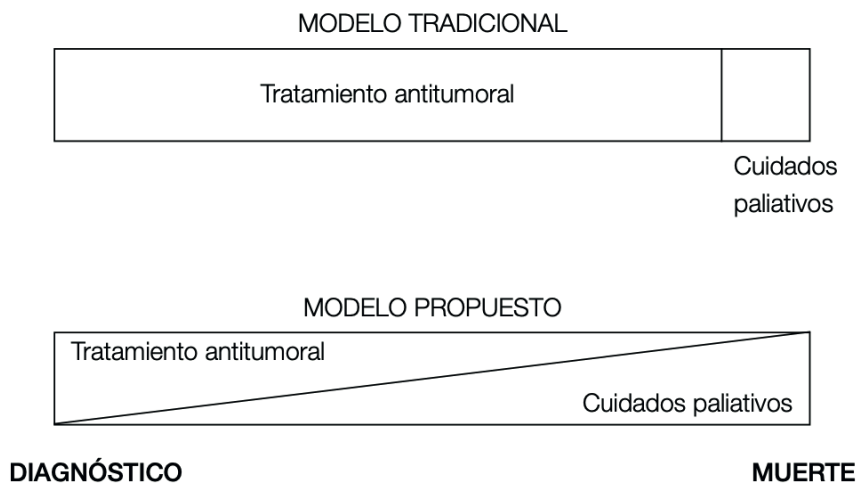 MODELO TRADICIONAL
Tratamiento antitumoral
Cuidados
paliativos
MODELO PROPUESTO
Tratamiento antitumoral
Cuidados paliativos
DIAGNÓSTICO
MUERTE